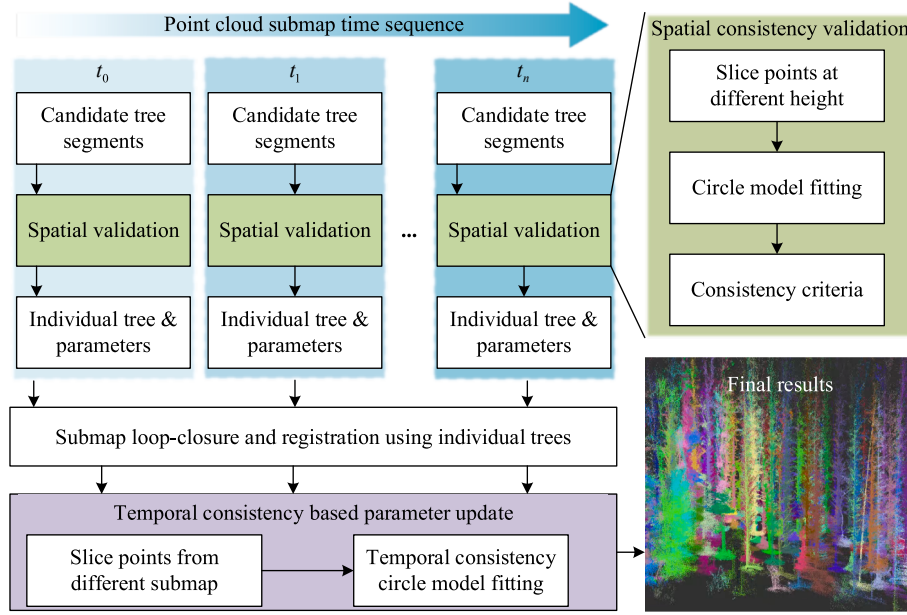 Point cloud submap time sequence
t0
t1
tn
Candidate tree
segments
Candidate tree
segments
Candidate tree
segments
Spatial validation
Spatial validation
...
Spatial validation
Individual tree &
parameters
Individual tree &
parameters
Individual tree &
parameters
Submap loop-closure and registration using individual trees
Temporal consistency based parameter update
Slice points from
different submap
Temporal consistency
circle model fitting
Spatial consistency validation
Slice points at
different height
Circle model fitting
Consistency criteria
Final results